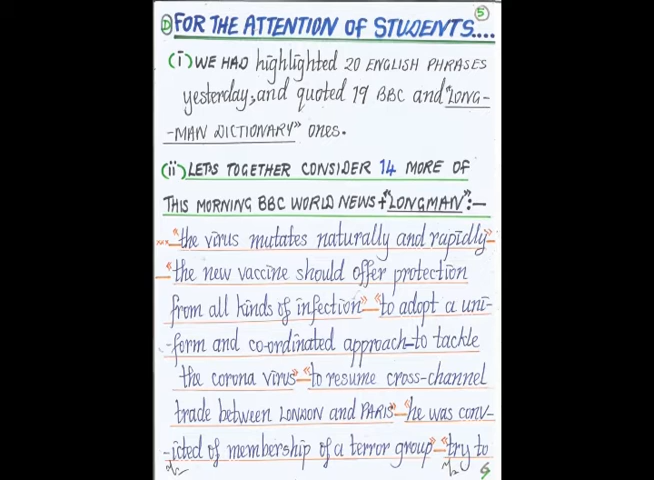 5
D FOR THE ATTENTION OF STUDENTS....
(i) WE HAD highlighted 20 ENGLISH PHRASES
yesterday, and quoted 19 BBC and "LONG-
-MAN DICTIONARY" ones.
(ii) LET'S TOGETHER CONSIDER 14 MORE OF
THIS MORNING BBC WORLD NEWS + "LONGMAN":-
... "the virus mutates naturally and rapidly"-
- "the new vaccine should offer protection
from all kinds of infection" - "to adopt a uni-
-form and co-ordinated approach to tackle
the corona virus" - "to resume cross-channel
trade between LONDON and PARIS" - "he was conv-
-icted of membership of a terror group" - "try to